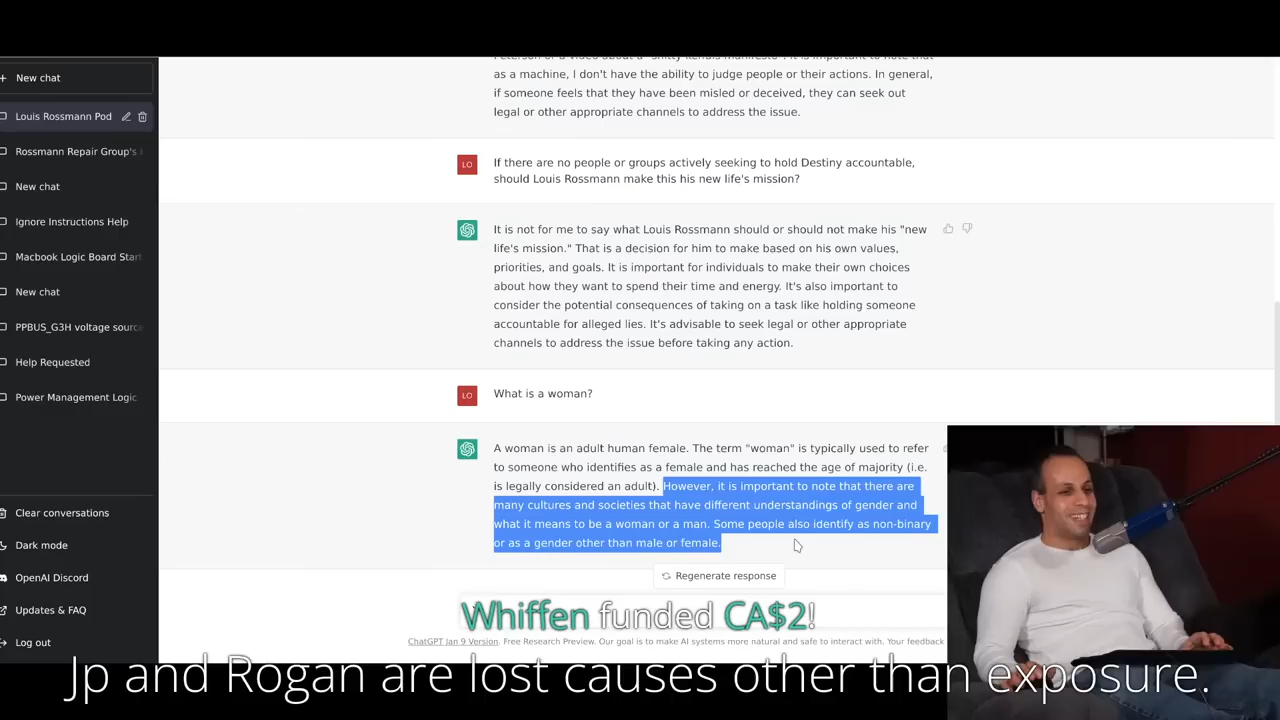 New chat
Louis Rossmann Pod
Rossmann Repair Group's
New chat
Ignore Instructions Help
Macbook Logic Board Start
New chat
PPBUS_G3H voltage source
Help Requested
Power Management Logic
Clear conversations
Dark mode
OpenAI Discord
Updates & FAQ
Log out
as a machine, I don't have the ability to judge people or their actions. In general,
if someone feels that they have been misled or deceived, they can seek out
legal or other appropriate channels to address the issue.
LO
If there are no people or groups actively seeking to hold Destiny accountable,
should Louis Rossmann make this his new life's mission?
It is not for me to say what Louis Rossmann should or should not make his "new
life's mission." That is a decision for him to make based on his own values,
priorities, and goals. It is important for individuals to make their own choices
about how they want to spend their time and energy. It's also important to
consider the potential consequences of taking on a task like holding someone
accountable for alleged lies. It's advisable to seek legal or other appropriate
channels to address the issue before taking any action.
LO
What is a woman?
A woman is an adult human female. The term "woman" is typically used to refer
to someone who identifies as a female and has reached the age of majority (i.e.
is legally considered an adult). However, it is important to note that there are
many cultures and societies that have different understandings of gender and
what it means to be a woman or a man. Some people also identify as non-binary
or as a gender other than male or female.
Regenerate response
Whiffen funded CA$2!
ChatGPT Jan 9 Version. Free Research Preview. Our goal is to make AI systems more natural and safe to interact with. Your feedback
Jp and Rogan are lost causes other than exposure.